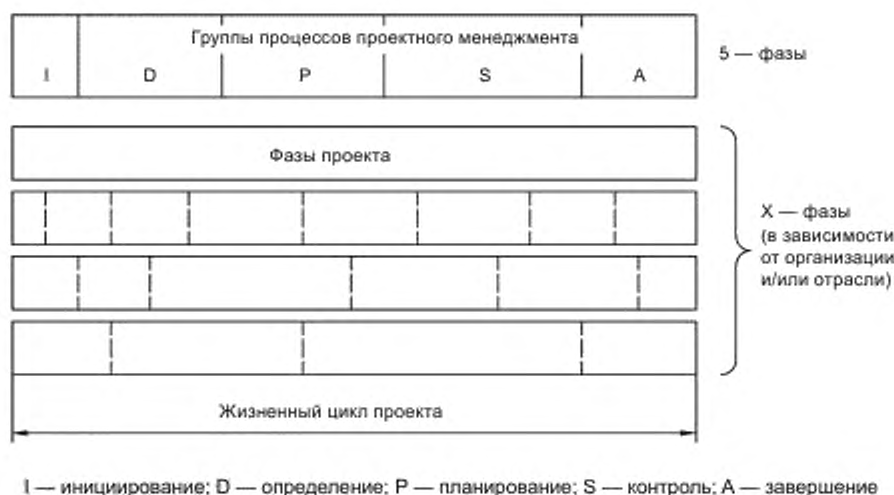 Группы процессов проектного менеджмента
I D P S A
5 — фазы
Фазы проекта
X — фазы
(в зависимости
от организации
и/или отрасли)
Жизненный цикл проекта
I — инициирование; D — определение; P — планирование; S — контроль; A — завершение